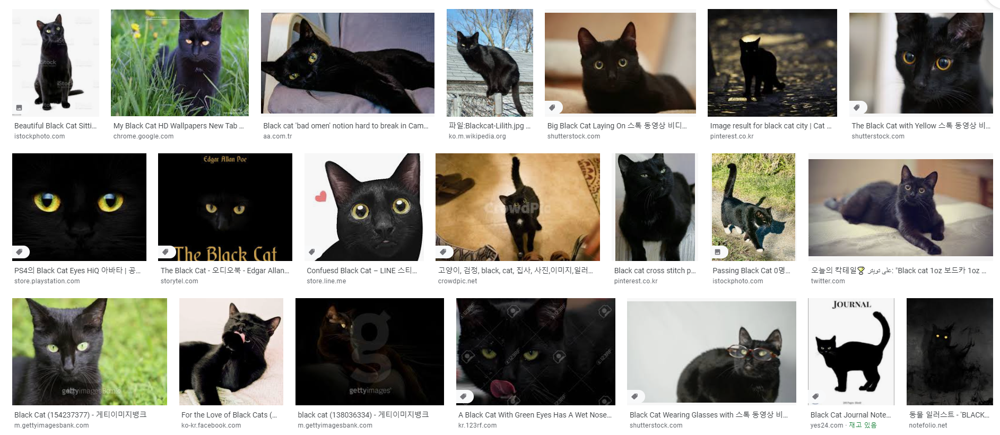 iStock
Beautiful Black Cat Sitti...
istockphoto.com
My Black Cat HD Wallpapers New Tab ...
chrome.google.com
Black cat 'bad omen' notion hard to break in Cam...
aa.com.tr
파일:Blackcat-Lilith.jpg ...
ko.m.wikipedia.org
Big Black Cat Laying On 스톡 동영상 비디...
shutterstock.com
Image result for black cat city | Cat ...
pinterest.co.kr
The Black Cat with Yellow 스톡 동영상 비...
shutterstock.com
PS4의 Black Cat Eyes HiQ 아바타 | 공...
store.playstation.com
Edgar Allan Poe
The Black Cat
The Black Cat - 오디오북 - Edgar Allan...
storytel.com
Confuesd Black Cat – LINE 스티...
store.line.me
CrowdPic
고양이, 검정, black, cat, 집사, 사진,이미지,일러...
crowdpic.net
Black cat cross stitch p...
pinterest.co.kr
Passing Black Cat 0명...
istockphoto.com
오늘의 칵테일🍸 على تويتر: "Black cat 1oz 보드카 1oz ...
twitter.com
gettyimagesBank
Black Cat (154237377) - 게티이미지뱅크
m.gettyimagesbank.com
For the Love of Black Cats (...
ko-kr.facebook.com
g
gettyimages
black cat (138036334) - 게티이미지뱅크
m.gettyimagesbank.com
123RF
A Black Cat With Green Eyes Has A Wet Nose...
kr.123rf.com
Black Cat Wearing Glasses with 스톡 동영상 비...
shutterstock.com
JOURNAL
Black Cat Journal Note...
yes24.com · 재고 있음
동물 일러스트 - 'BLACK...
notefolio.net